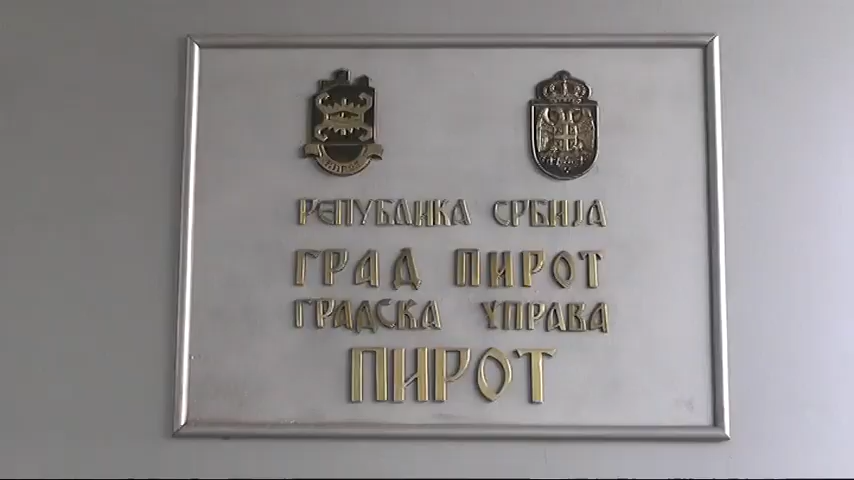 РЕПУБЛИКА СРБИЈА
ГРАД ПИРОТ
ГРАДСКА УПРАВА
ПИРОТ